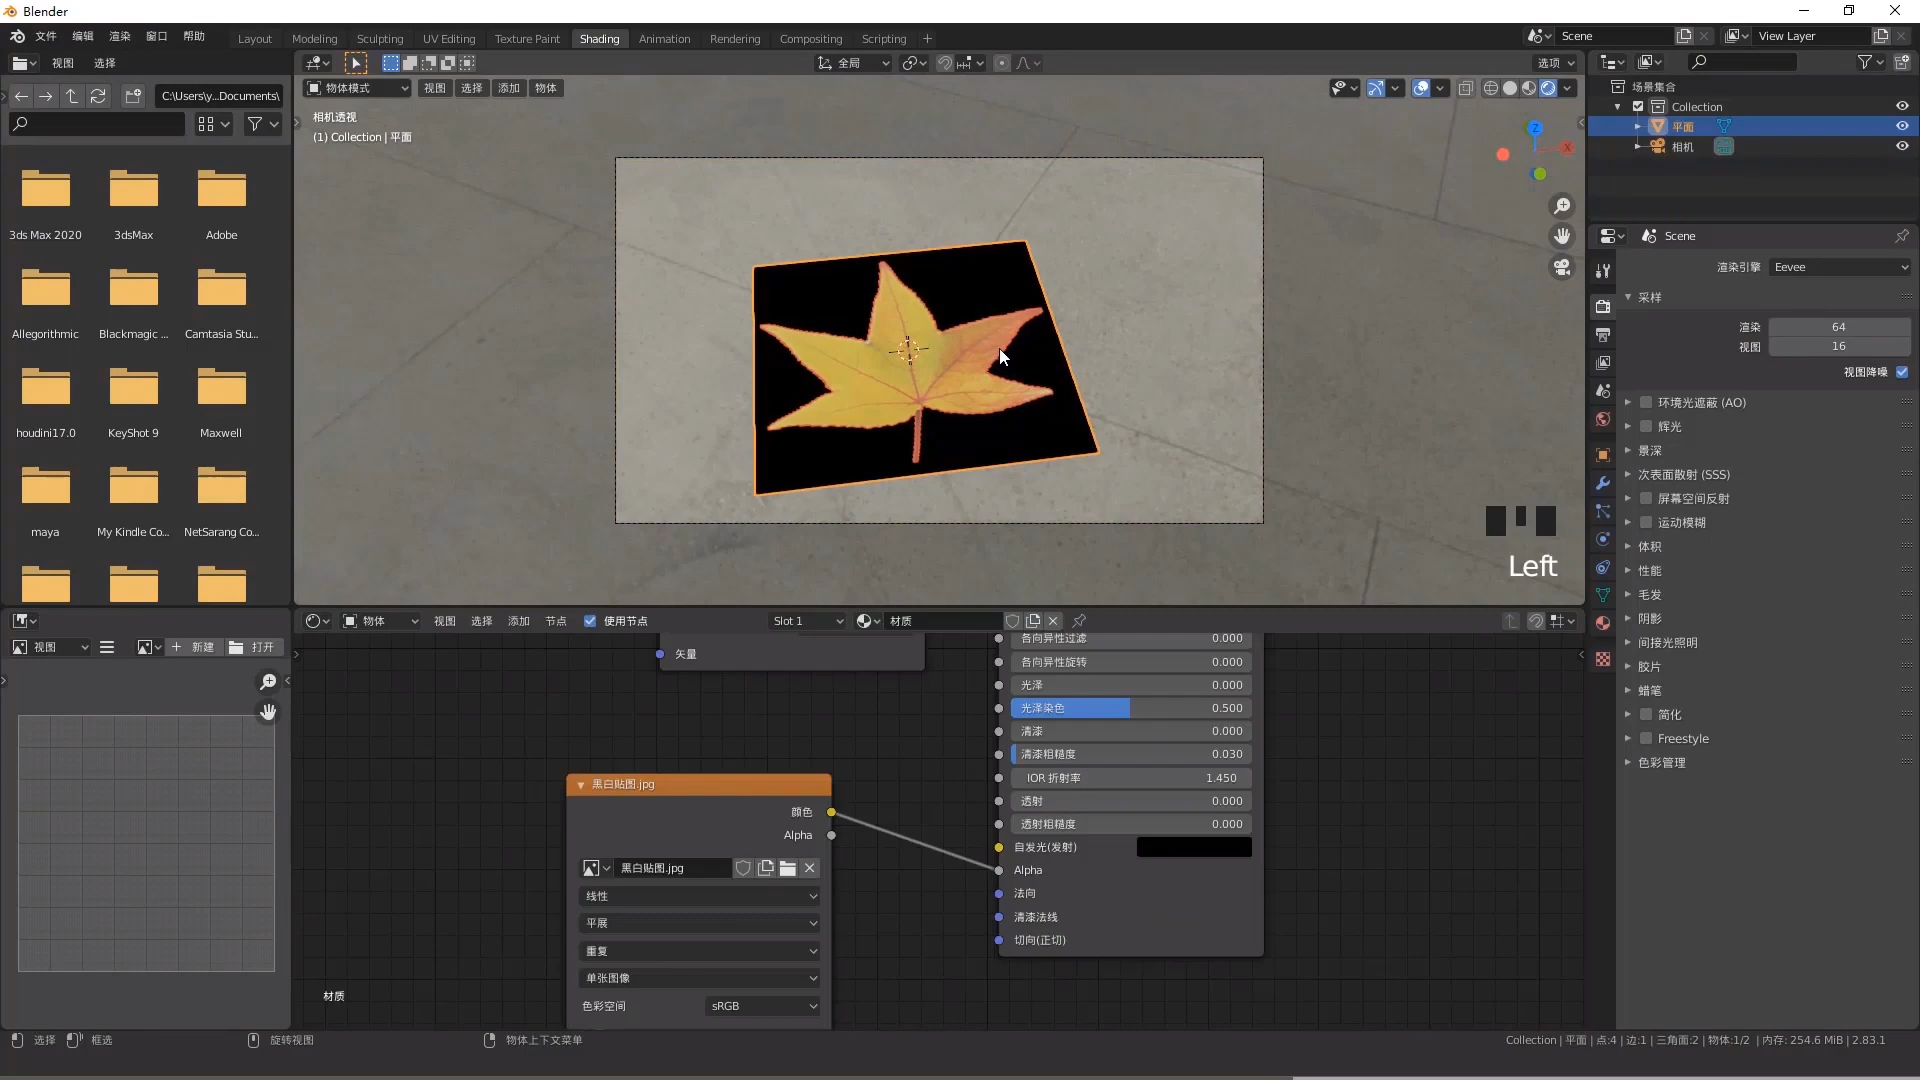 Blender
文件 编辑 渲染 窗口 帮助 Layout Modeling Sculpting UV Editing Texture Paint Shading Animation Rendering Compositing Scripting + Scene View Layer
视图 选择 全局 选项
C:\Users\y...Documents\ 物体模式 视图 选择 添加 物体
相机透视
(1) Collection | 平面
3ds Max 2020 3dsMax Adobe
Allegorithmic Blackmagic ... Camtasia Stu...
houdini17.0 KeyShot 9 Maxwell
maya My Kindle Co... NetSarang Co...
Z
X
Left
场景集合
Collection
平面
相机
Scene
渲染引擎 Eevee
采样
渲染 64
视图 16
视图降噪
环境光遮蔽 (AO)
辉光
景深
次表面散射 (SSS)
屏幕空间反射
运动模糊
体积
性能
毛发
阴影
间接光照明
胶片
蜡笔
简化
Freestyle
色彩管理
视图 新建 打开
物体 视图 选择 添加 节点 使用节点 Slot 1 材质
矢量
各向异性过滤 0.000
各向异性旋转 0.000
光泽 0.000
光泽染色 0.500
清漆 0.000
清漆粗糙度 0.030
IOR 折射率 1.450
透射 0.000
透射粗糙度 0.000
自发光(发射)
Alpha
法向
清漆法线
切向(正切)
黑白贴图.jpg
颜色
Alpha
黑白贴图.jpg
线性
平展
重复
单张图像
色彩空间 sRGB
材质
选择 框选 旋转视图 物体上下文菜单 Collection | 平面 | 点:4 | 边:1 | 三角面:2 | 物体:1/2 | 内存: 254.6 MiB | 2.83.1